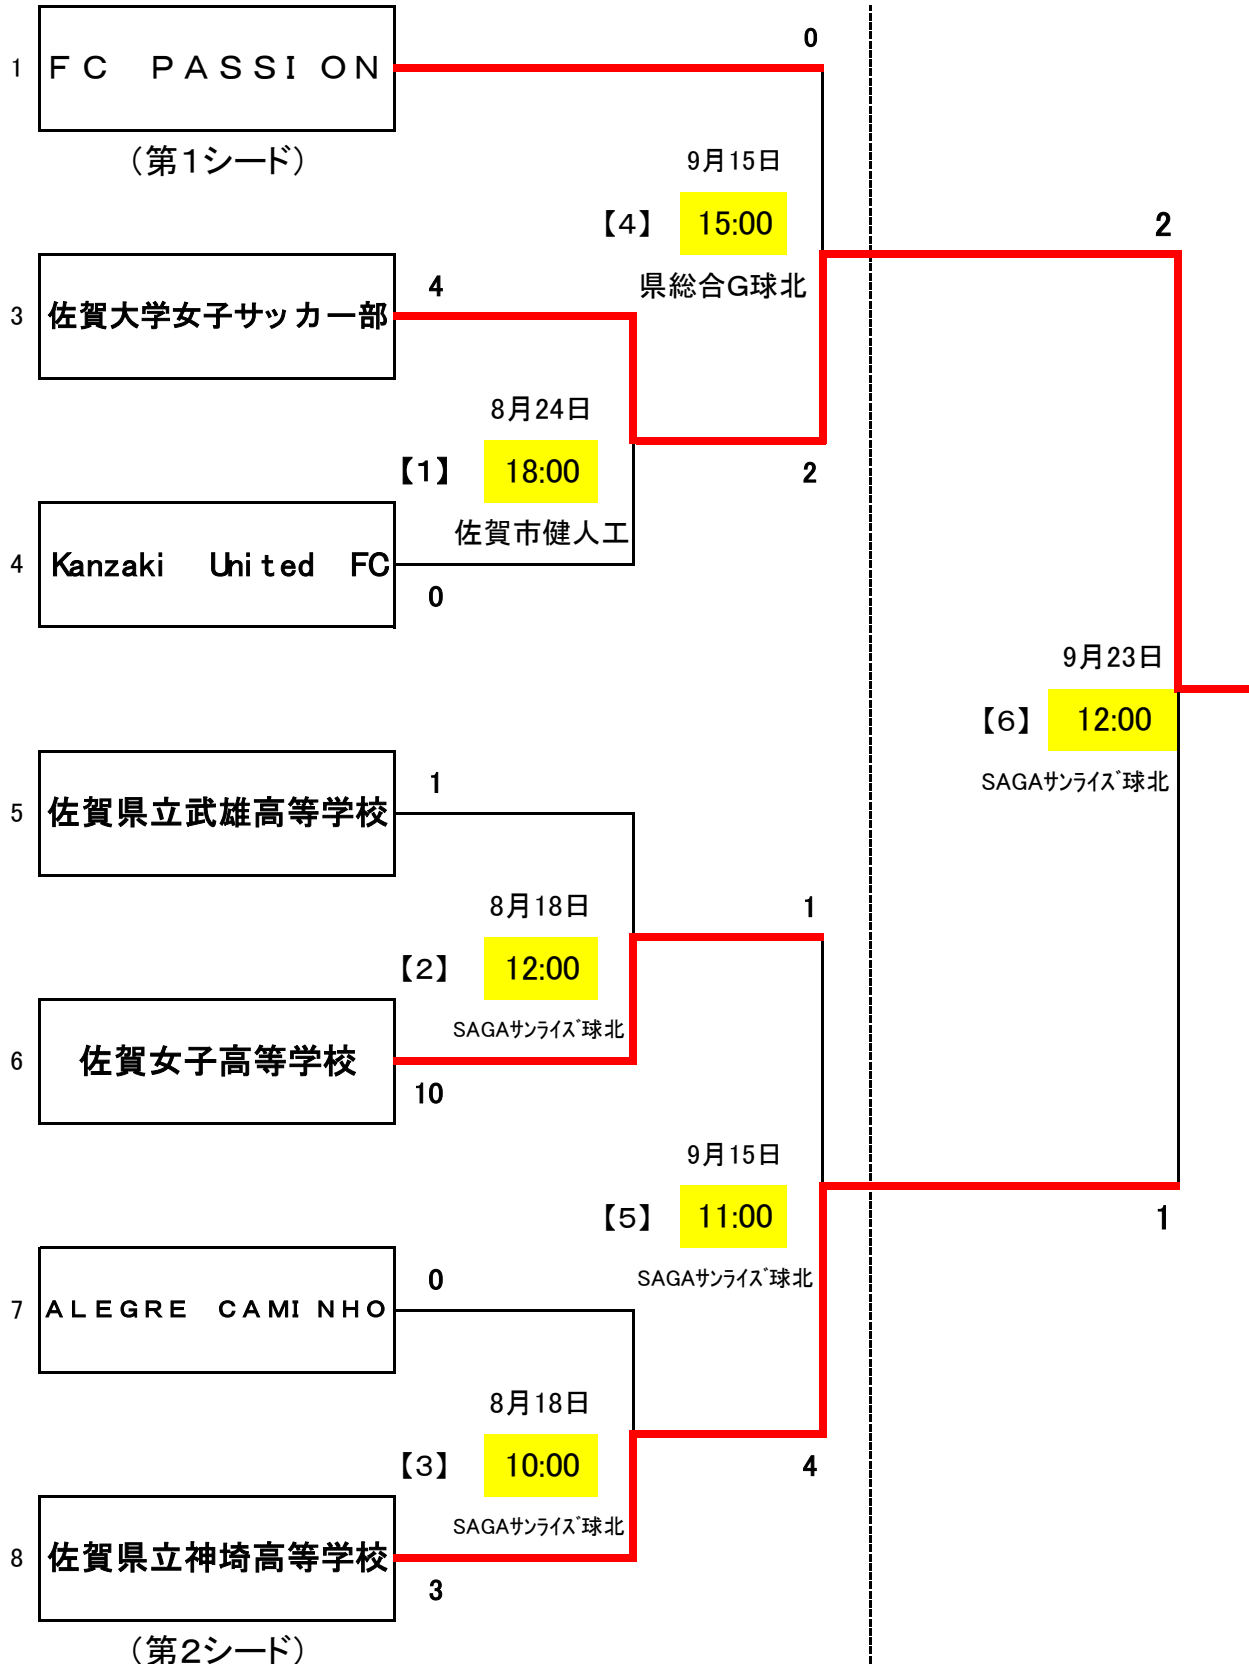 0
1 FC PASSION
(第1シード)
9月15日
【4】 15:00
2
県総合G球北
4
3 佐賀大学女子サッカー部
8月24日
【1】 18:00
2
佐賀市健人工
4 Kanzaki United FC
0
9月23日
【6】 12:00
SAGAサンライズ球北
1
5 佐賀県立武雄高等学校
8月18日
1
【2】 12:00
SAGAサンライズ球北
6 佐賀女子高等学校
10
9月15日
【5】 11:00
1
SAGAサンライズ球北
0
7 ALEGRE CAMINHO
8月18日
【3】 10:00
4
SAGAサンライズ球北
8 佐賀県立神埼高等学校
3
(第2シード)